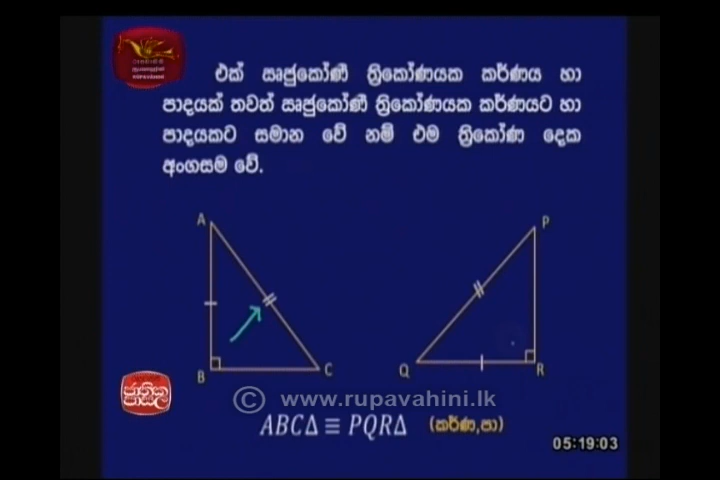 එක් සෘජුකෝණී ත්‍රිකෝණයක කර්ණය හා
පාදයක් තවත් සෘජුකෝණී ත්‍රිකෝණයක කර්ණයට හා
පාදයකට සමාන වේ නම් එම ත්‍රිකෝණ දෙක
අංගසම වේ.
A
P
B
C
Q
R
ජාතික
පාසල
© www.rupavahini.lk
ABCΔ ≡ PQRΔ (කර්ණ,පා)
05:19:03